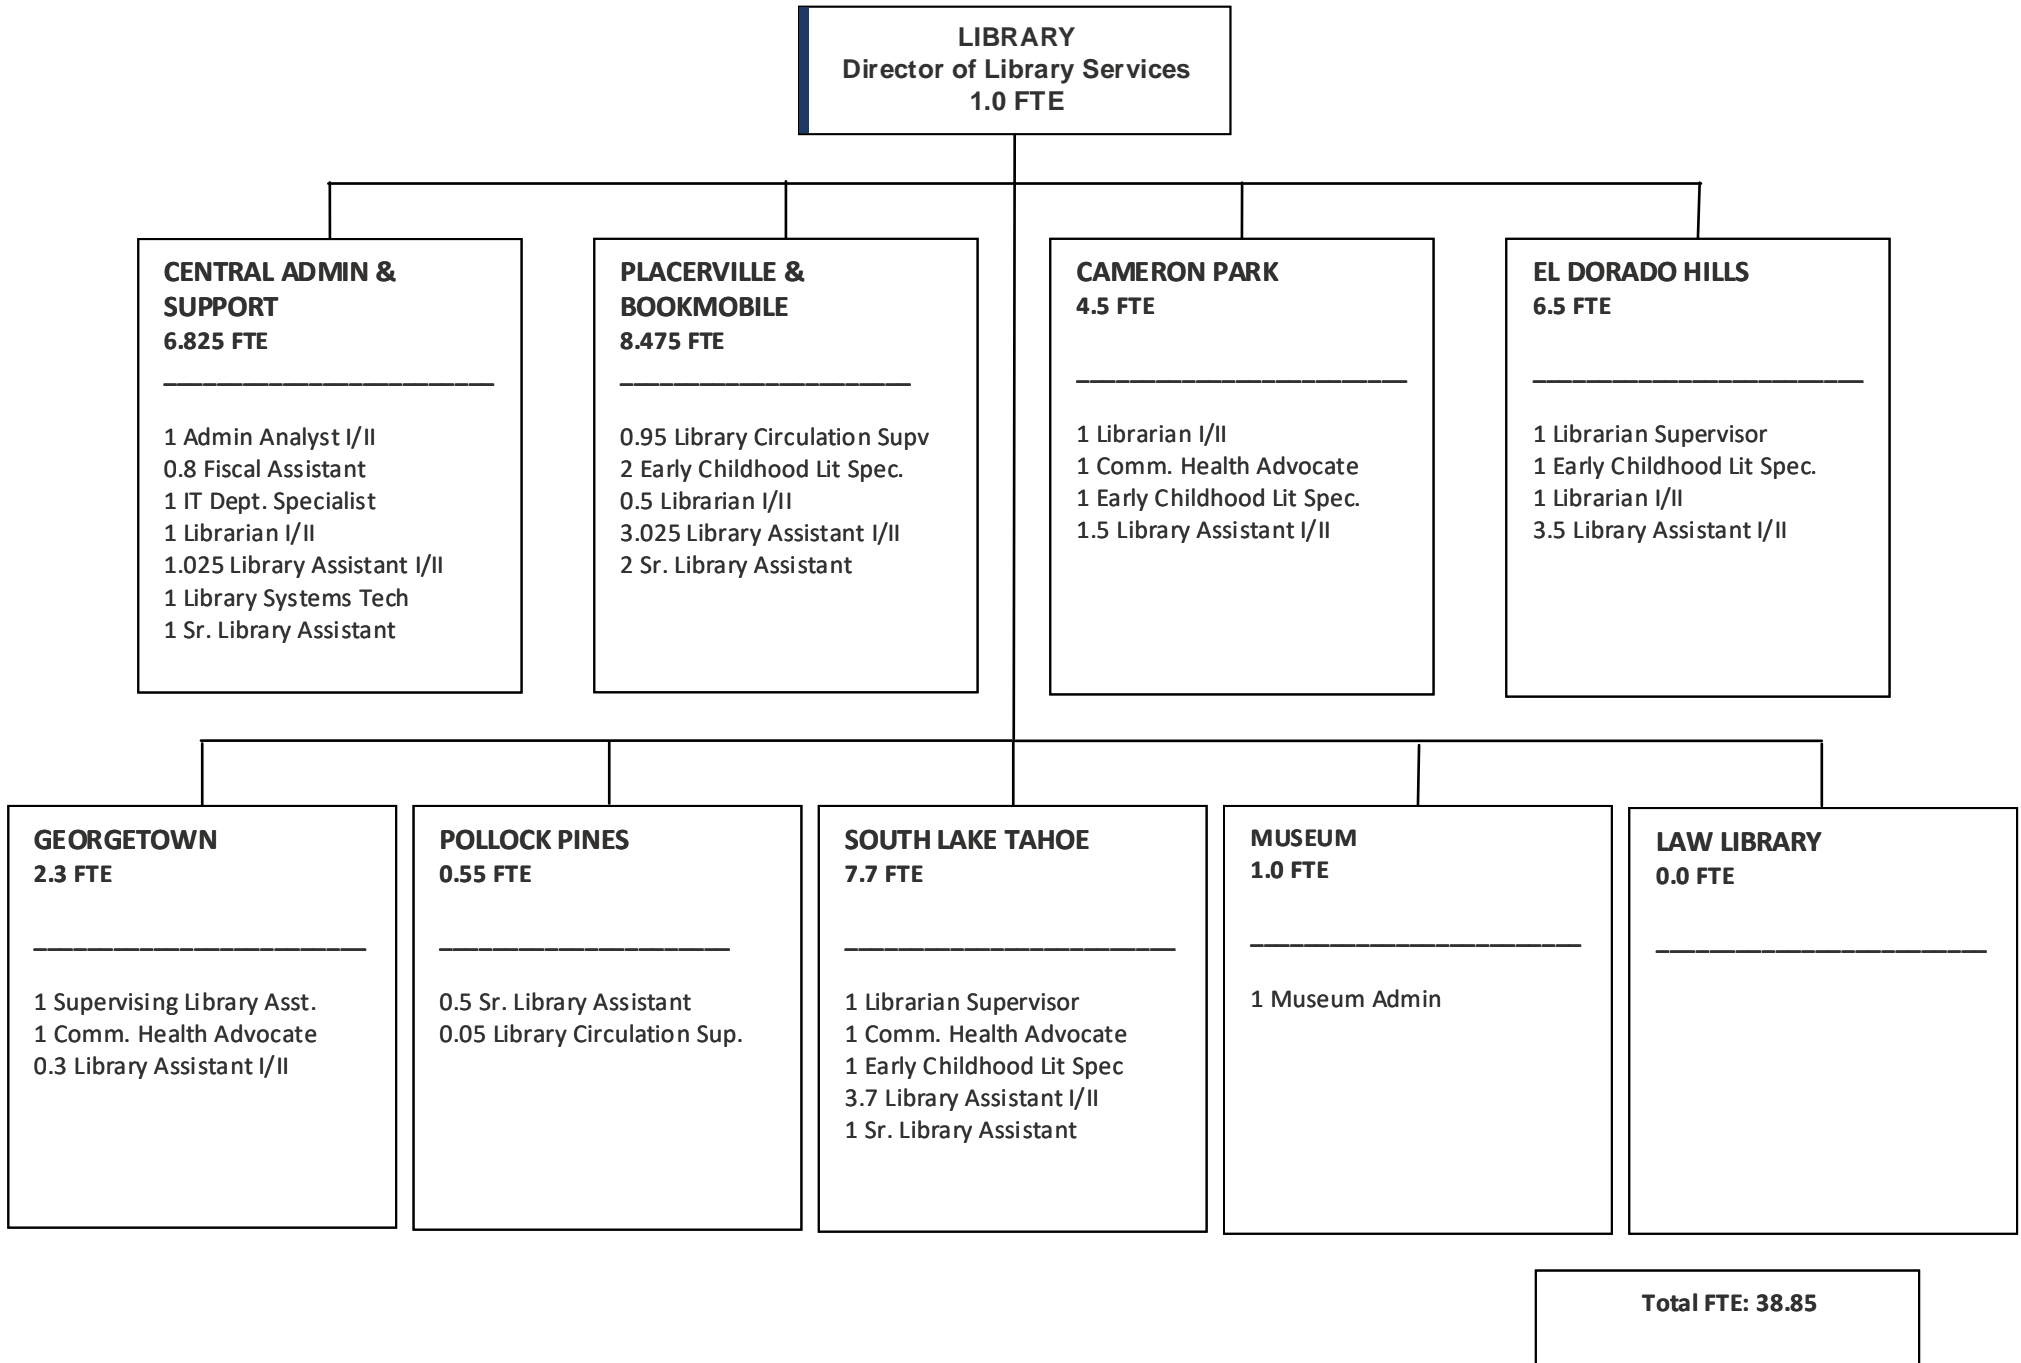 LIBRARY
Director of Library Services
1.0 FTE
CENTRAL ADMIN &
SUPPORT
6.825 FTE
1 Admin Analyst I/II
0.8 Fiscal Assistant
1 IT Dept. Specialist
1 Librarian I/II
1.025 Library Assistant I/II
1 Library Systems Tech
1 Sr. Library Assistant
PLACERVILLE &
BOOKMOBILE
8.475 FTE
0.95 Library Circulation Supv
2 Early Childhood Lit Spec.
0.5 Librarian I/II
3.025 Library Assistant I/II
2 Sr. Library Assistant
CAMERON PARK
4.5 FTE
1 Librarian I/II
1 Comm. Health Advocate
1 Early Childhood Lit Spec.
1.5 Library Assistant I/II
EL DORADO HILLS
6.5 FTE
1 Librarian Supervisor
1 Early Childhood Lit Spec.
1 Librarian I/II
3.5 Library Assistant I/II
GEORGETOWN
2.3 FTE
1 Supervising Library Asst.
1 Comm. Health Advocate
0.3 Library Assistant I/II
POLLOCK PINES
0.55 FTE
0.5 Sr. Library Assistant
0.05 Library Circulation Sup.
SOUTH LAKE TAHOE
7.7 FTE
1 Librarian Supervisor
1 Comm. Health Advocate
1 Early Childhood Lit Spec
3.7 Library Assistant I/II
1 Sr. Library Assistant
MUSEUM
1.0 FTE
1 Museum Admin
LAW LIBRARY
0.0 FTE
Total FTE: 38.85